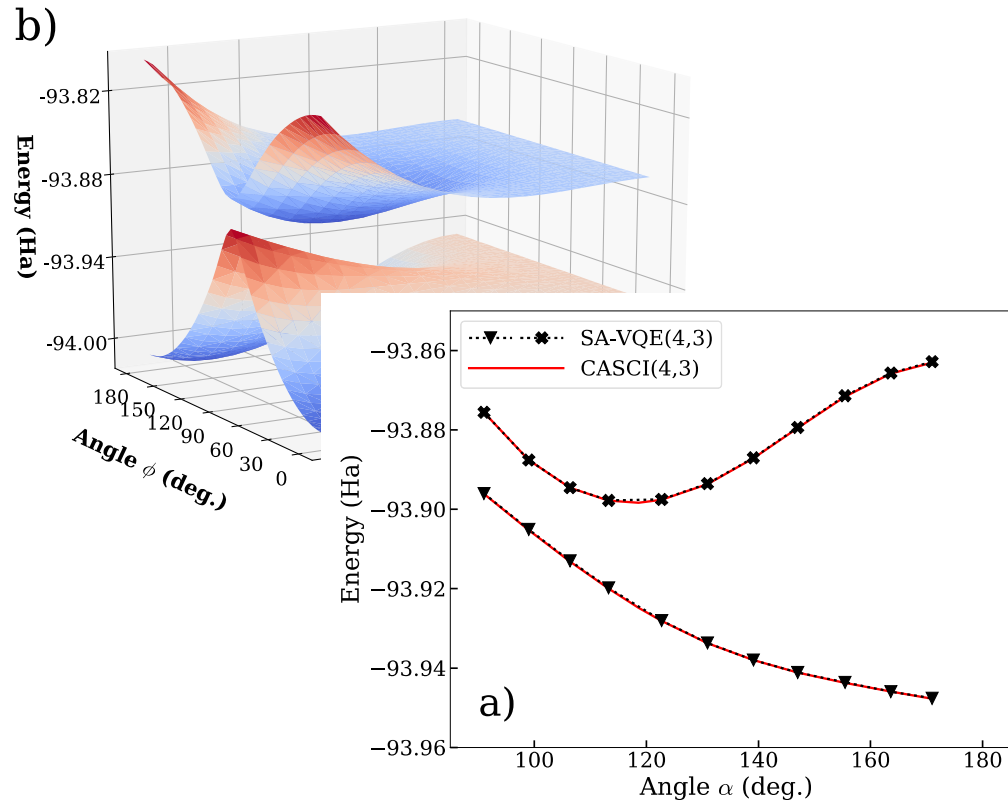 b)
-93.82
-93.88
-93.94
-94.00
Energy (Ha)
180
150
120
90
60
30
0
Angle ϕ (deg.)
SA-VQE(4,3)
CASCI(4,3)
−93.86
−93.88
−93.90
−93.92
−93.94
−93.96
Energy (Ha)
a)
100
120
140
160
180
Angle α (deg.)